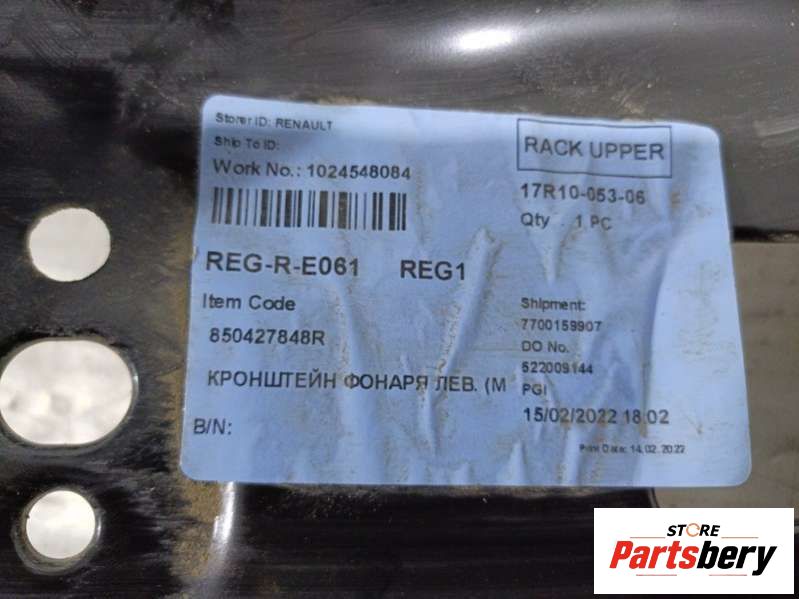 Storer ID: RENAULT
Ship To ID:
Work No.: 1024548084
RACK UPPER
17R10-053-06
Qty . 1 PC
REG-R-E061 REG1
Item Code
850427848R
КРОНШТЕЙН ФОНАРЯ ЛЕВ. (М
B/N:
Shipment:
7700159907
DO No.
522009144
PGI
15/02/2022 18:02
Print Date: 14.02.2022
STORE
Partsbery